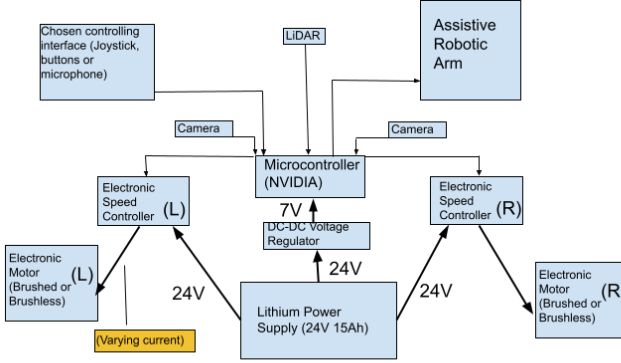 Chosen controlling
interface (Joystick,
buttons or
microphone)
LiDAR
Assistive
Robotic
Arm
Camera
Camera
Microcontroller
(NVIDIA)
Electronic
Speed
Controller (L)
Electronic
Speed
Controller (R)
7V
DC-DC Voltage
Regulator
Electronic
Motor (L)
(Brushed or
Brushless)
24V
24V
24V
Electronic
Motor (R
(Brushed or
Brushless)
Lithium Power
Supply (24V 15Ah)
(Varying current)